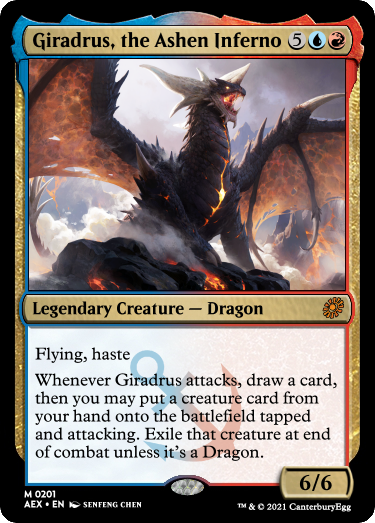 Giradrus, the Ashen Inferno 5
Legendary Creature — Dragon
Flying, haste
Whenever Giradrus attacks, draw a card,
then you may put a creature card from
your hand onto the battlefield tapped
and attacking. Exile that creature at end
of combat unless it's a Dragon.
6/6
M 0201
AEX • EN SENFENG CHEN
™ & © 2021 CanterburyEgg